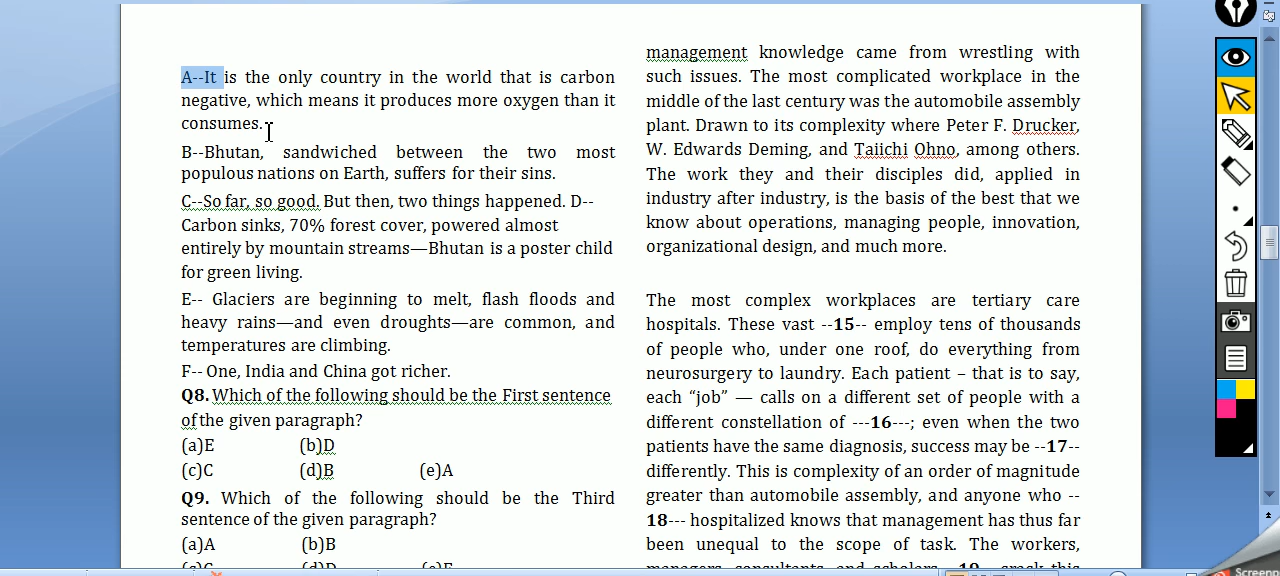 A--It is the only country in the world that is carbon
negative, which means it produces more oxygen than it
consumes.
B--Bhutan, sandwiched between the two most
populous nations on Earth, suffers for their sins.
C--So far, so good. But then, two things happened. D--
Carbon sinks, 70% forest cover, powered almost
entirely by mountain streams—Bhutan is a poster child
for green living.
E-- Glaciers are beginning to melt, flash floods and
heavy rains—and even droughts—are common, and
temperatures are climbing.
F-- One, India and China got richer.
Q8. Which of the following should be the First sentence
of the given paragraph?
(a)E (b)D
(c)C (d)B (e)A
Q9. Which of the following should be the Third
sentence of the given paragraph?
(a)A (b)B
(c)C (d)D (e)E
management knowledge came from wrestling with
such issues. The most complicated workplace in the
middle of the last century was the automobile assembly
plant. Drawn to its complexity where Peter F. Drucker,
W. Edwards Deming, and Taiichi Ohno, among others.
The work they and their disciples did, applied in
industry after industry, is the basis of the best that we
know about operations, managing people, innovation,
organizational design, and much more.
The most complex workplaces are tertiary care
hospitals. These vast --15-- employ tens of thousands
of people who, under one roof, do everything from
neurosurgery to laundry. Each patient – that is to say,
each “job” — calls on a different set of people with a
different constellation of ---16---; even when the two
patients have the same diagnosis, success may be --17--
differently. This is complexity of an order of magnitude
greater than automobile assembly, and anyone who --
18--- hospitalized knows that management has thus far
been unequal to the scope of task. The workers,
managers, consultants, and scholars --19-- crack this